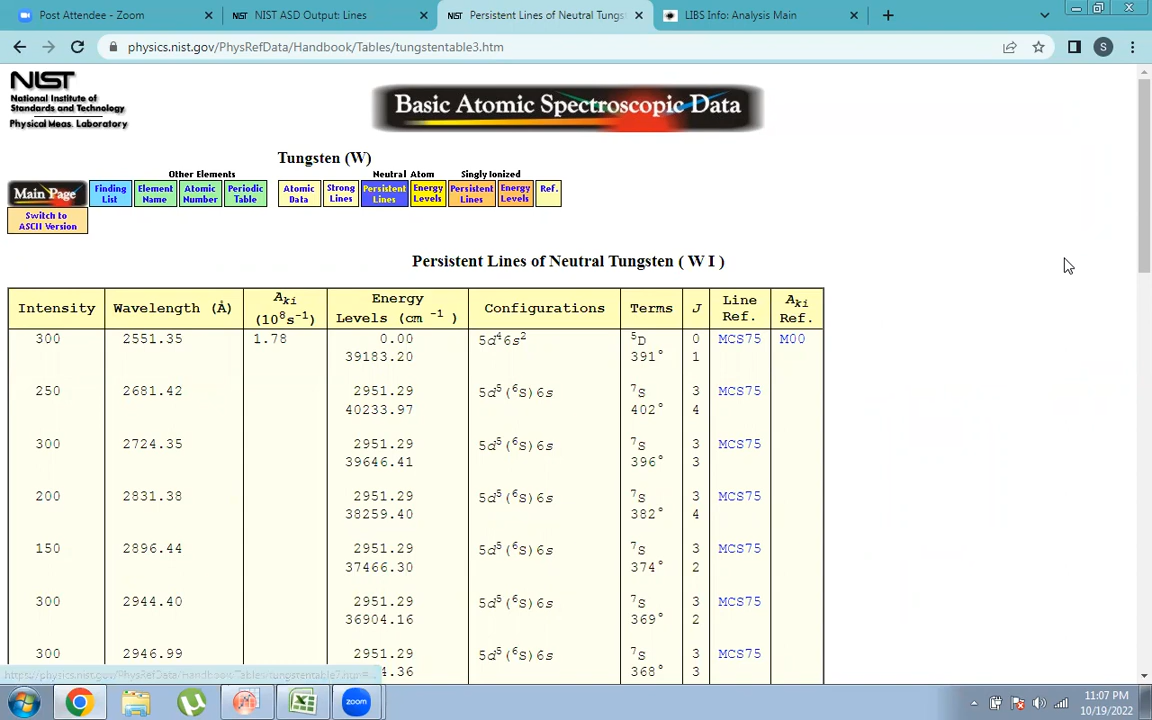 Post Attendee - Zoom
NIST ASD Output: Lines
Persistent Lines of Neutral Tungs
LIBS Info: Analysis Main
physics.nist.gov/PhysRefData/Handbook/Tables/tungstentable3.htm
S
NIST
National Institute of
Standards and Technology
Physical Meas. Laboratory
Basic Atomic Spectroscopic Data
Tungsten (W)
Other Elements Neutral Atom Singly Ionized
Main Page Finding List Element Name Atomic Number Periodic Table Atomic Data Strong Lines Persistent Lines Energy Levels Persistent Lines Energy Levels Ref.
Switch to
ASCII Version
Persistent Lines of Neutral Tungsten ( W I )
Intensity Wavelength (Å) Aki (10⁸s⁻¹) Energy Levels (cm ⁻¹ ) Configurations Terms J Line Ref. Aki Ref.
300 2551.35 1.78 0.00 5d⁴6s² ⁵D 0 MCS75 M00
39183.20 391° 1
250 2681.42 2951.29 5d⁵(⁶S)6s ⁷S 3 MCS75
40233.97 402° 4
300 2724.35 2951.29 5d⁵(⁶S)6s ⁷S 3 MCS75
39646.41 396° 3
200 2831.38 2951.29 5d⁵(⁶S)6s ⁷S 3 MCS75
38259.40 382° 4
150 2896.44 2951.29 5d⁵(⁶S)6s ⁷S 3 MCS75
37466.30 374° 2
300 2944.40 2951.29 5d⁵(⁶S)6s ⁷S 3 MCS75
36904.16 369° 2
300 2946.99 2951.29 5d⁵(⁶S)6s ⁷S 3 MCS75
4.36 368° 3
zoom
11:07 PM
10/19/2022